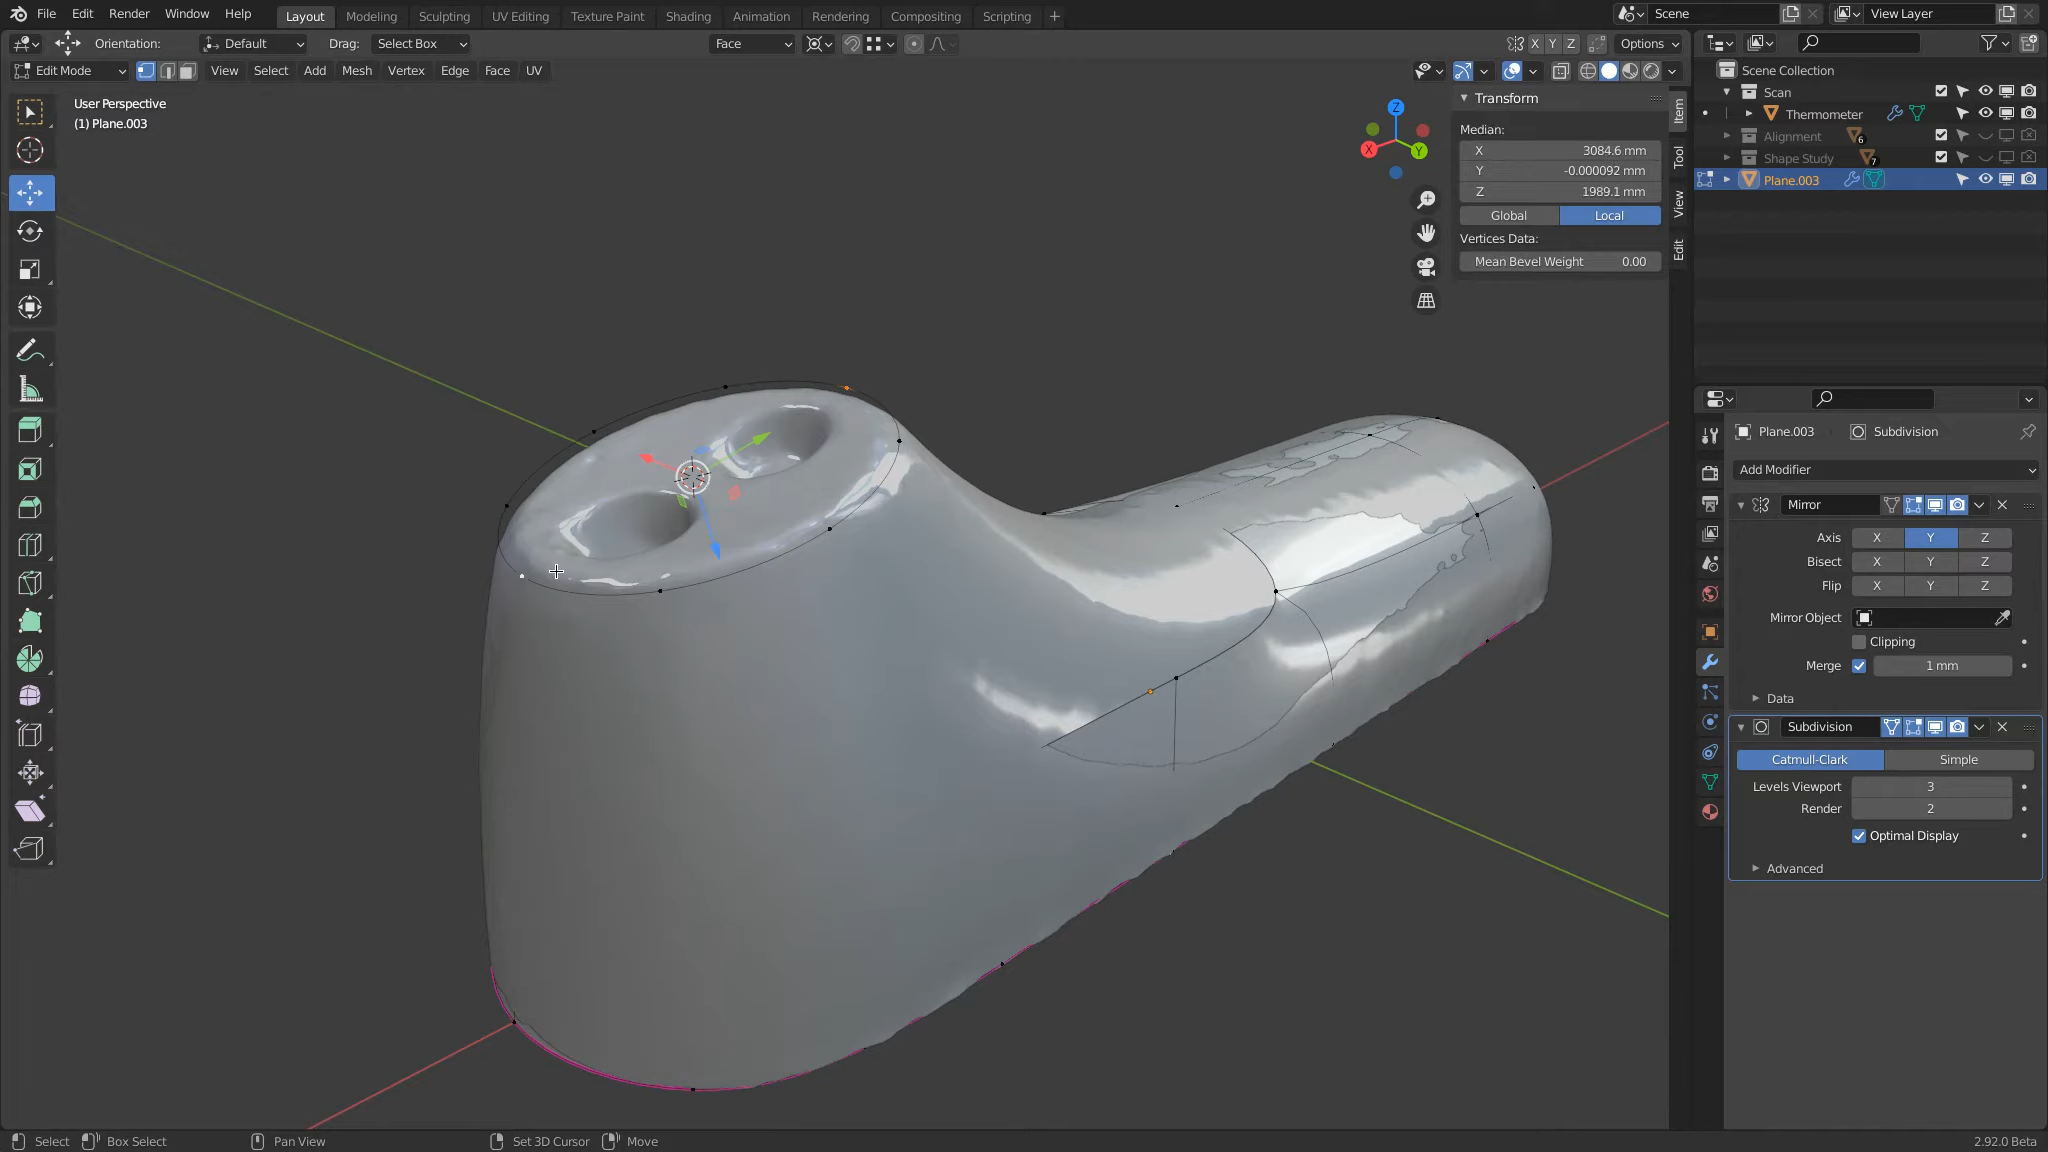 File Edit Render Window Help Layout Modeling Sculpting UV Editing Texture Paint Shading Animation Rendering Compositing Scripting + Scene View Layer
Orientation: Default Drag: Select Box Face X Y Z Options
Edit Mode View Select Add Mesh Vertex Edge Face UV
User Perspective
(1) Plane.003
Z
X
Y
Transform
Median:
X 3084.6 mm
Y -0.000092 mm
Z 1989.1 mm
Global Local
Vertices Data:
Mean Bevel Weight 0.00
Item
Tool
View
Edit
Scene Collection
Scan
Thermometer
Alignment 6
Shape Study 7
Plane.003
Plane.003 Subdivision
Add Modifier
Mirror
Axis X Y Z
Bisect X Y Z
Flip X Y Z
Mirror Object
Clipping
Merge 1 mm
Data
Subdivision
Catmull-Clark Simple
Levels Viewport 3
Render 2
Optimal Display
Advanced
Select Box Select Pan View Set 3D Cursor Move 2.92.0 Beta